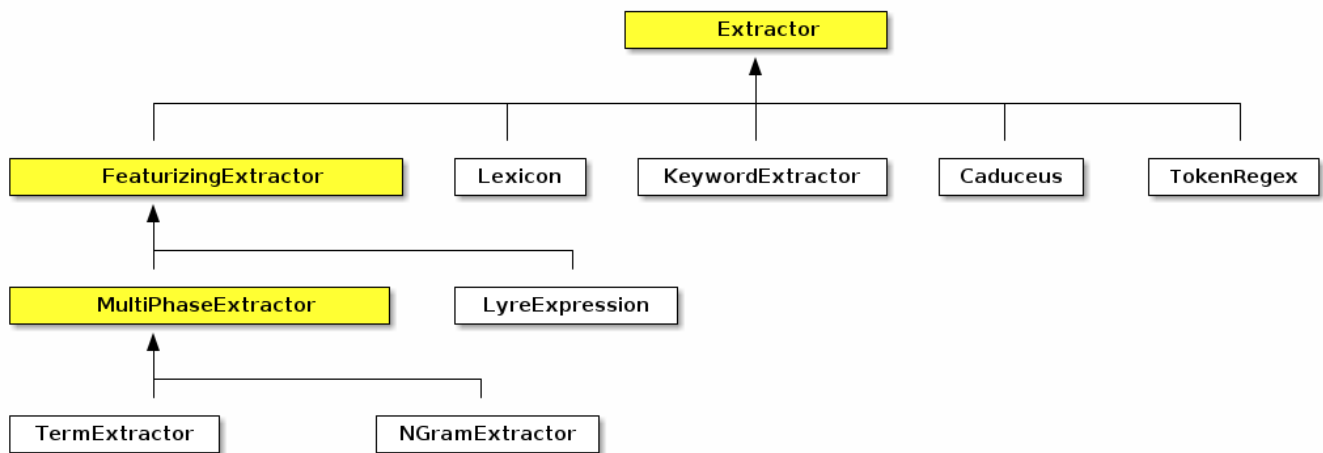 Extractor
FeaturizingExtractor
Lexicon
KeywordExtractor
Caduceus
TokenRegex
MultiPhaseExtractor
LyreExpression
TermExtractor
NGramExtractor